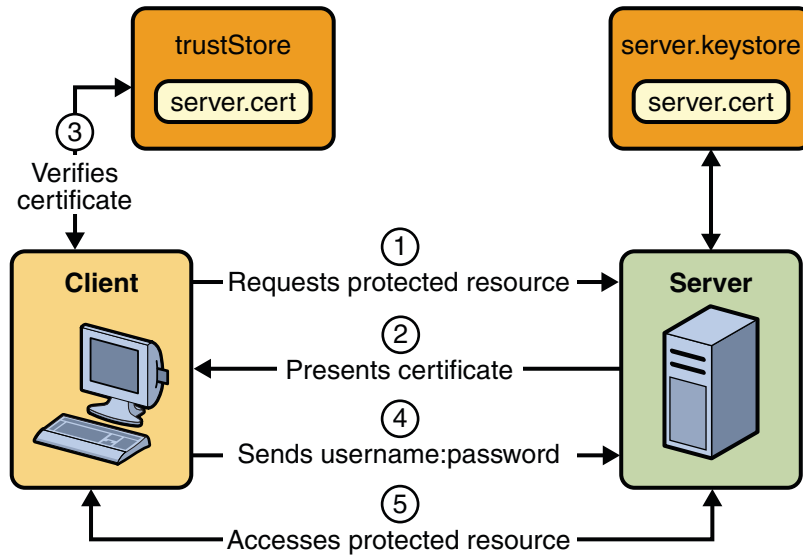 trustStore
server.cert
server.keystore
server.cert
3
Verifies
certificate
Client
Server
1
Requests protected resource
2
Presents certificate
4
Sends username:password
5
Accesses protected resource